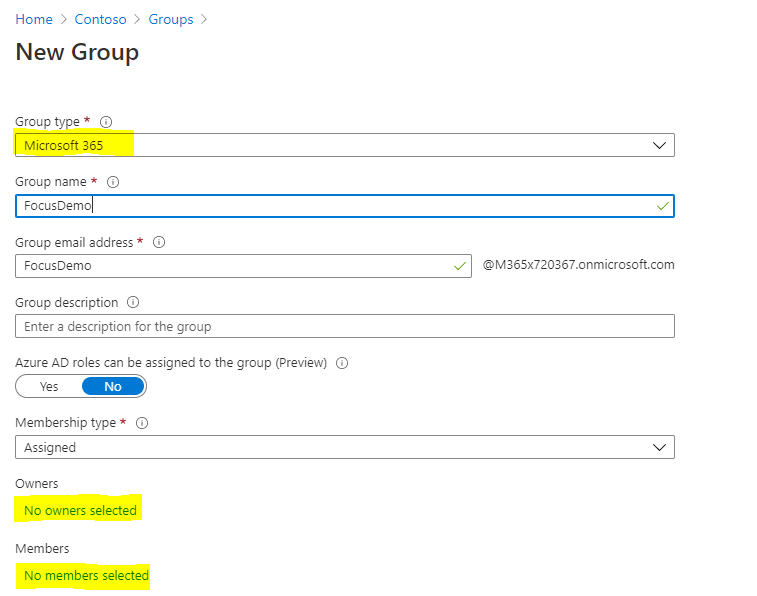 Home > Contoso > Groups >
New Group
Group type *
Microsoft 365
Group name *
FocusDemo
Group email address *
FocusDemo @M365x720367.onmicrosoft.com
Group description
Enter a description for the group
Azure AD roles can be assigned to the group (Preview)
Yes No
Membership type *
Assigned
Owners
No owners selected
Members
No members selected